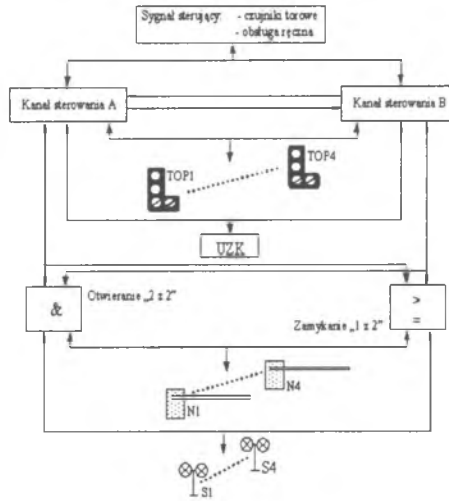 Sygnał sterujący: - czujniki torowe
- obsługa ręczna
Kanał sterowania A
Kanał sterowania B
TOP1
TOP4
UZK
&
Otwieranie „2 z 2”
>
=
Zamykanie „1 z 2”
N1
N4
S1
S4